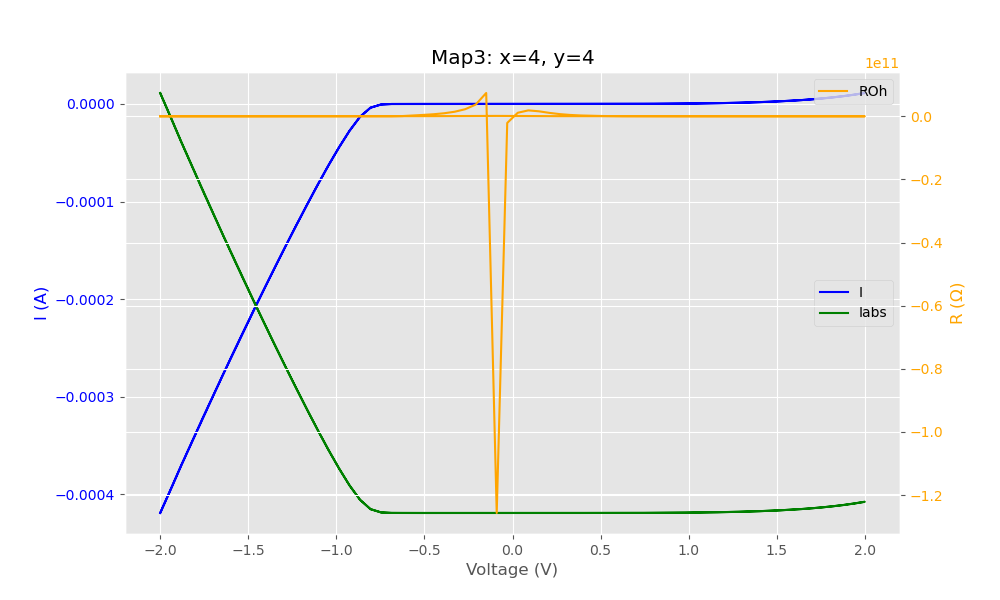 Map3: x=4, y=4
1e11
ROh
0.0000
−0.0001
−0.0002
−0.0003
−0.0004
I (A)
0.0
−0.2
−0.4
−0.6
−0.8
−1.0
−1.2
R (Ω)
I
Iabs
−2.0 −1.5 −1.0 −0.5 0.0 0.5 1.0 1.5 2.0
Voltage (V)